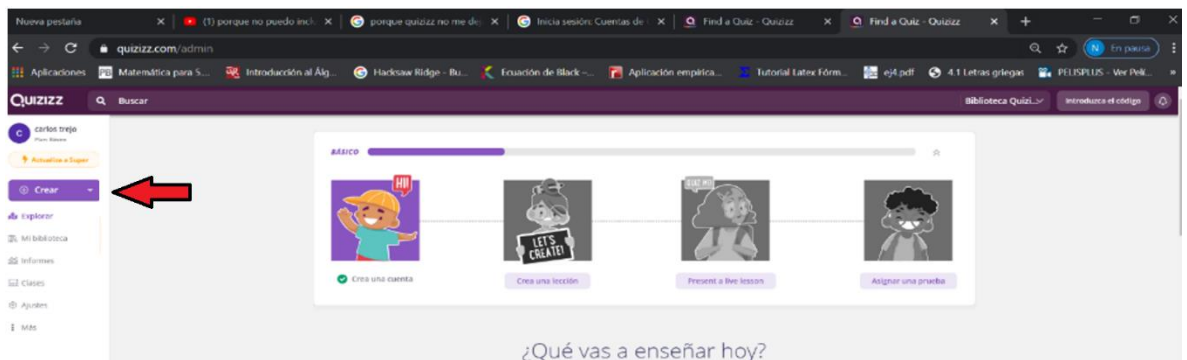 Nueva pestaña
(1) porque no puedo incl
porque quizizz no me de
Inicia sesión: Cuentas de
Find a Quiz - Quizizz
Find a Quiz - Quizizz
quizizz.com/admin
N En pausa
Aplicaciones
Matemática para 5...
Introducción al Álg...
Hacksaw Ridge - Bu...
Ecuación de Black –...
Aplicación empírica...
Tutorial Latex Fórm...
ej4.pdf
4.1 Letras griegas
PELISPLUS - Ver Pelí...
QUIZIZZ
Buscar
Biblioteca Quizi...
Introduzca el código
C carlos trejo
Actualice a Super
Crear
Explorar
Mi biblioteca
Informes
Clases
Ajustes
Más
BÁSICO
HI!
LET'S CREATE!
Crea una cuenta
Crea una lección
Present a live lesson
Asignar una prueba
¿Qué vas a enseñar hoy?